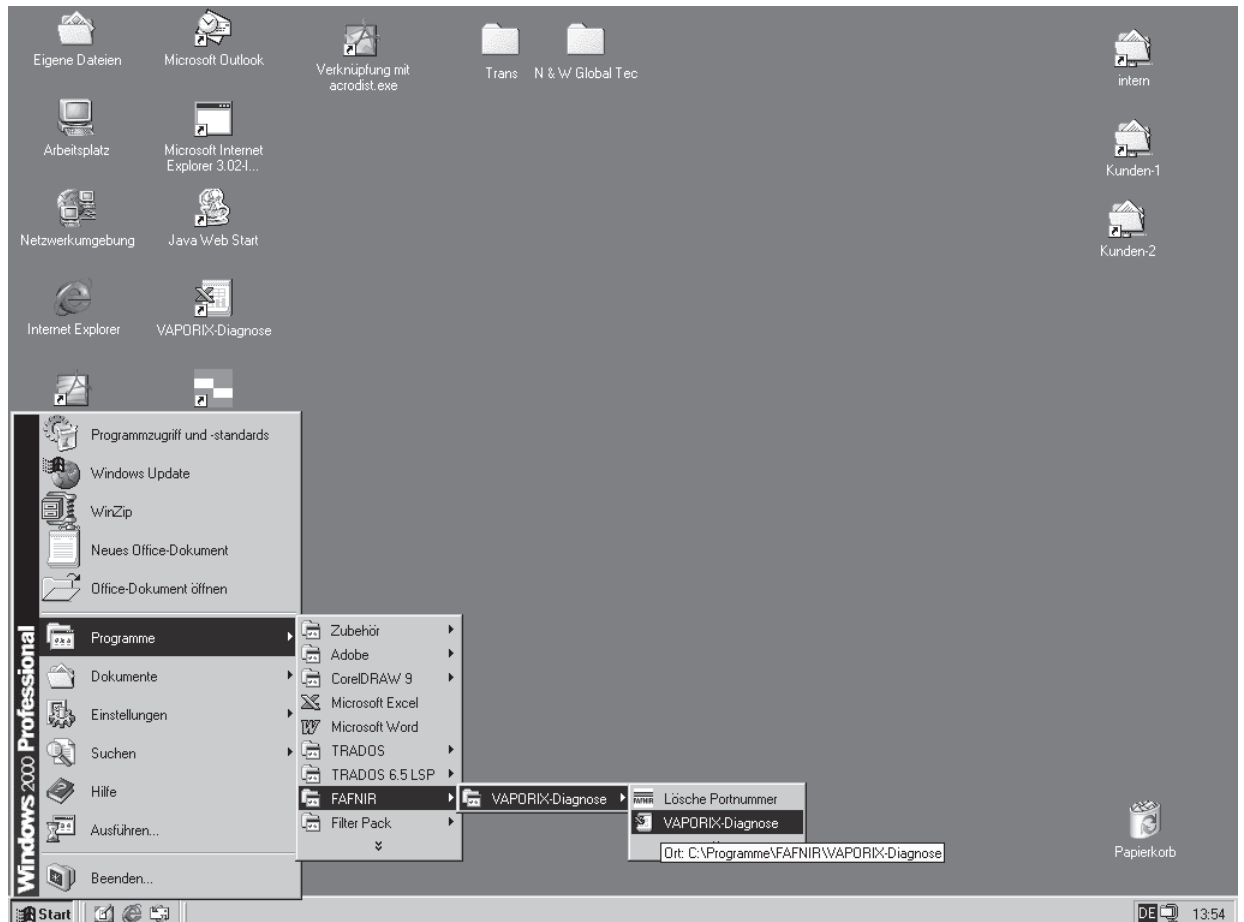 Eigene Dateien
Microsoft Outlook
Verknüpfung mit
acrodist.exe
Trans
N & W Global Tec
intern
Arbeitsplatz
Microsoft Internet
Explorer 3.02-I...
Kunden-1
Netzwerkumgebung
Java Web Start
Kunden-2
Internet Explorer
VAPORIX-Diagnose
Programmzugriff und -standards
Windows Update
WinZip
Neues Office-Dokument
Office-Dokument öffnen
Programme
Dokumente
Einstellungen
Suchen
Hilfe
Ausführen...
Beenden...
Windows 2000 Professional
Zubehör
Adobe
CorelDRAW 9
Microsoft Excel
Microsoft Word
TRADOS
TRADOS 6.5 LSP
FAFNIR
Filter Pack
VAPORIX-Diagnose
FAFNIR
Lösche Portnummer
VAPORIX-Diagnose
Ort: C:\Programme\FAFNIR\VAPORIX-Diagnose
Papierkorb
Start
DE
13:54